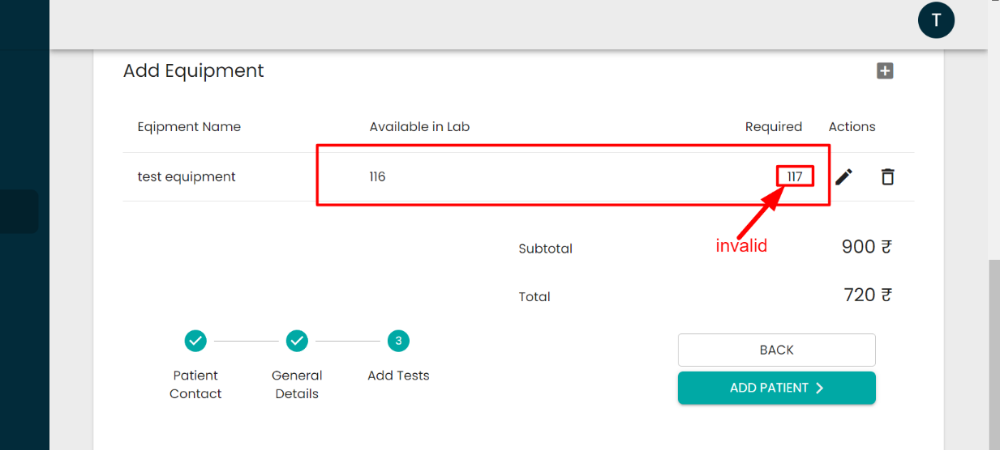 T
Add Equipment
Eqipment Name Available in Lab Required Actions
test equipment 116 117
invalid
Subtotal 900 ₹
Total 720 ₹
3
Patient Contact
General Details
Add Tests
BACK
ADD PATIENT